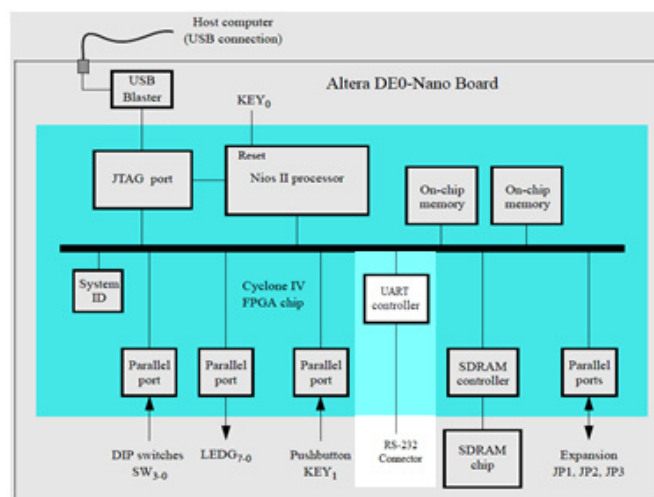 Host computer
(USB connection)
USB
Blaster
Altera DE0-Nano Board
KEY0
Reset
JTAG port
Nios II processor
On-chip
memory
On-chip
memory
System
ID
Cyclone IV
FPGA chip
UART
controller
Parallel
port
Parallel
port
Parallel
port
SDRAM
controller
Parallel
ports
DIP switches
SW3-0
LEDG7-0
Pushbutton
KEY1
RS-232
Connector
SDRAM
chip
Expansion
JP1, JP2, JP3